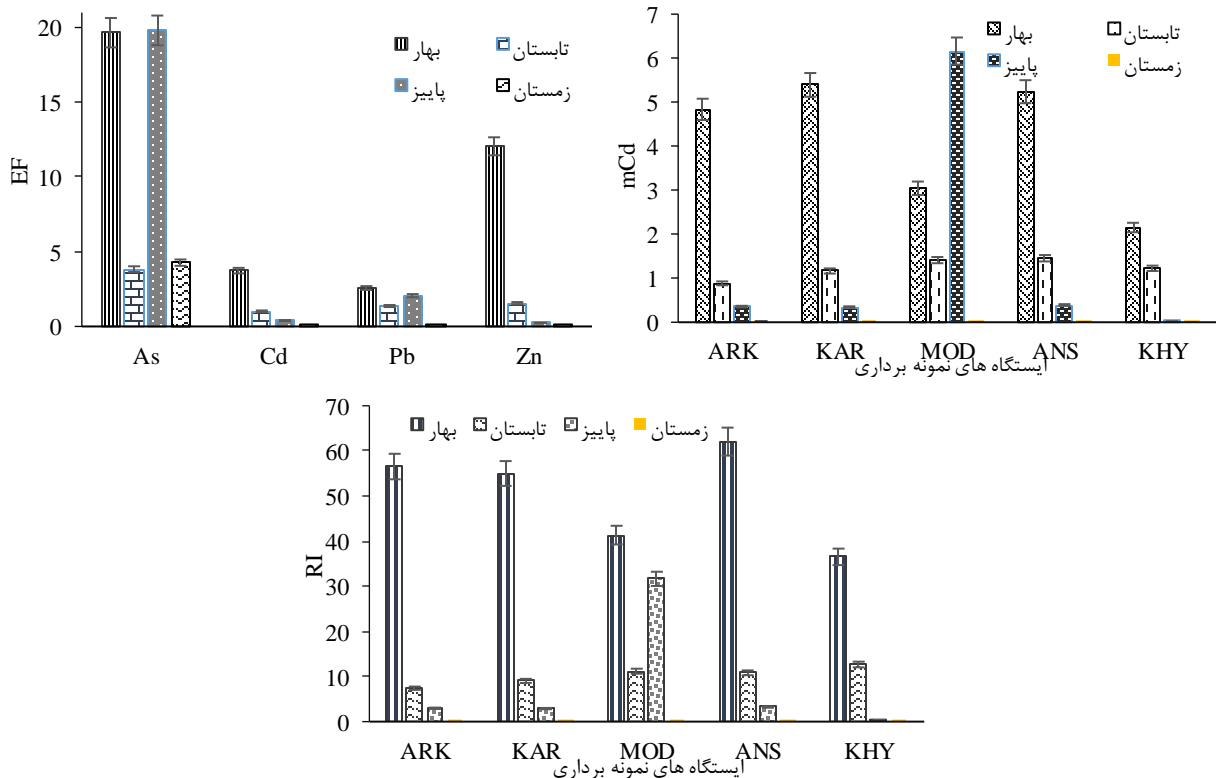 EF
20
15
10
5
0
بهار
تابستان
پاییز
زمستان
As Cd Pb Zn
mCd
7
6
5
4
3
2
1
0
بهار
تابستان
پاییز
زمستان
ARK KAR MOD ANS KHY
ایستگاه های نمونه برداری
RI
70
60
50
40
30
20
10
0
بهار تابستان پاییز زمستان
ARK KAR MOD ANS KHY
ایستگاه های نمونه برداری